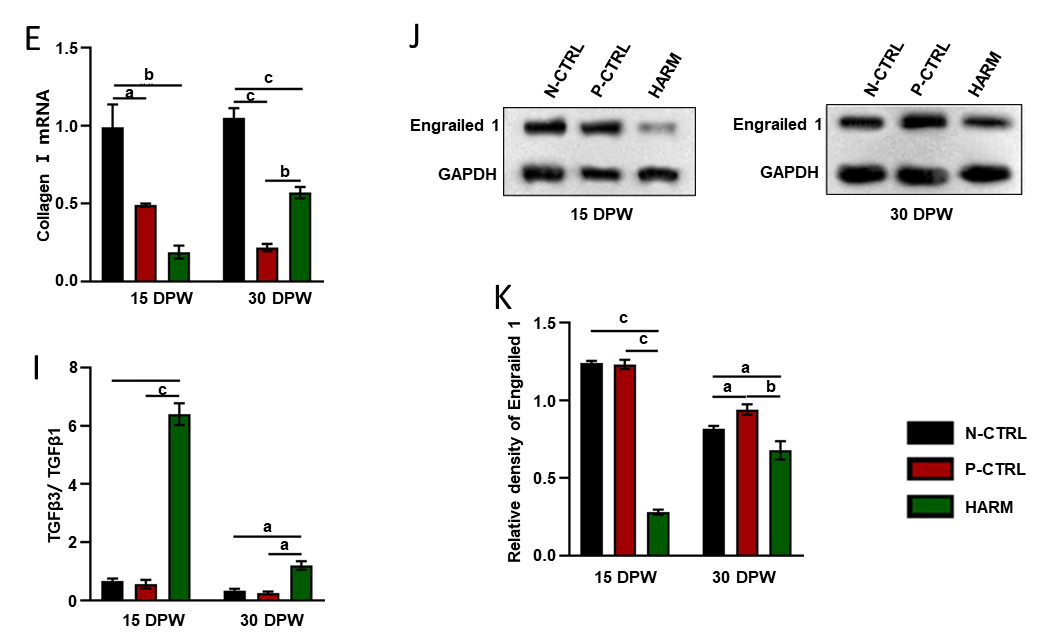 E
Collagen I mRNA
1.5
1.0
0.5
0.0
b
a
c
c
b
15 DPW
30 DPW
J
N-CTRL
P-CTRL
HARM
Engrailed 1
GAPDH
15 DPW
N-CTRL
P-CTRL
HARM
Engrailed 1
GAPDH
30 DPW
I
TGFβ3/ TGFβ1
8
6
4
2
0
c
a
a
15 DPW
30 DPW
K
Relative density of Engrailed 1
1.5
1.0
0.5
0.0
c
c
a
a
b
15 DPW
30 DPW
N-CTRL
P-CTRL
HARM